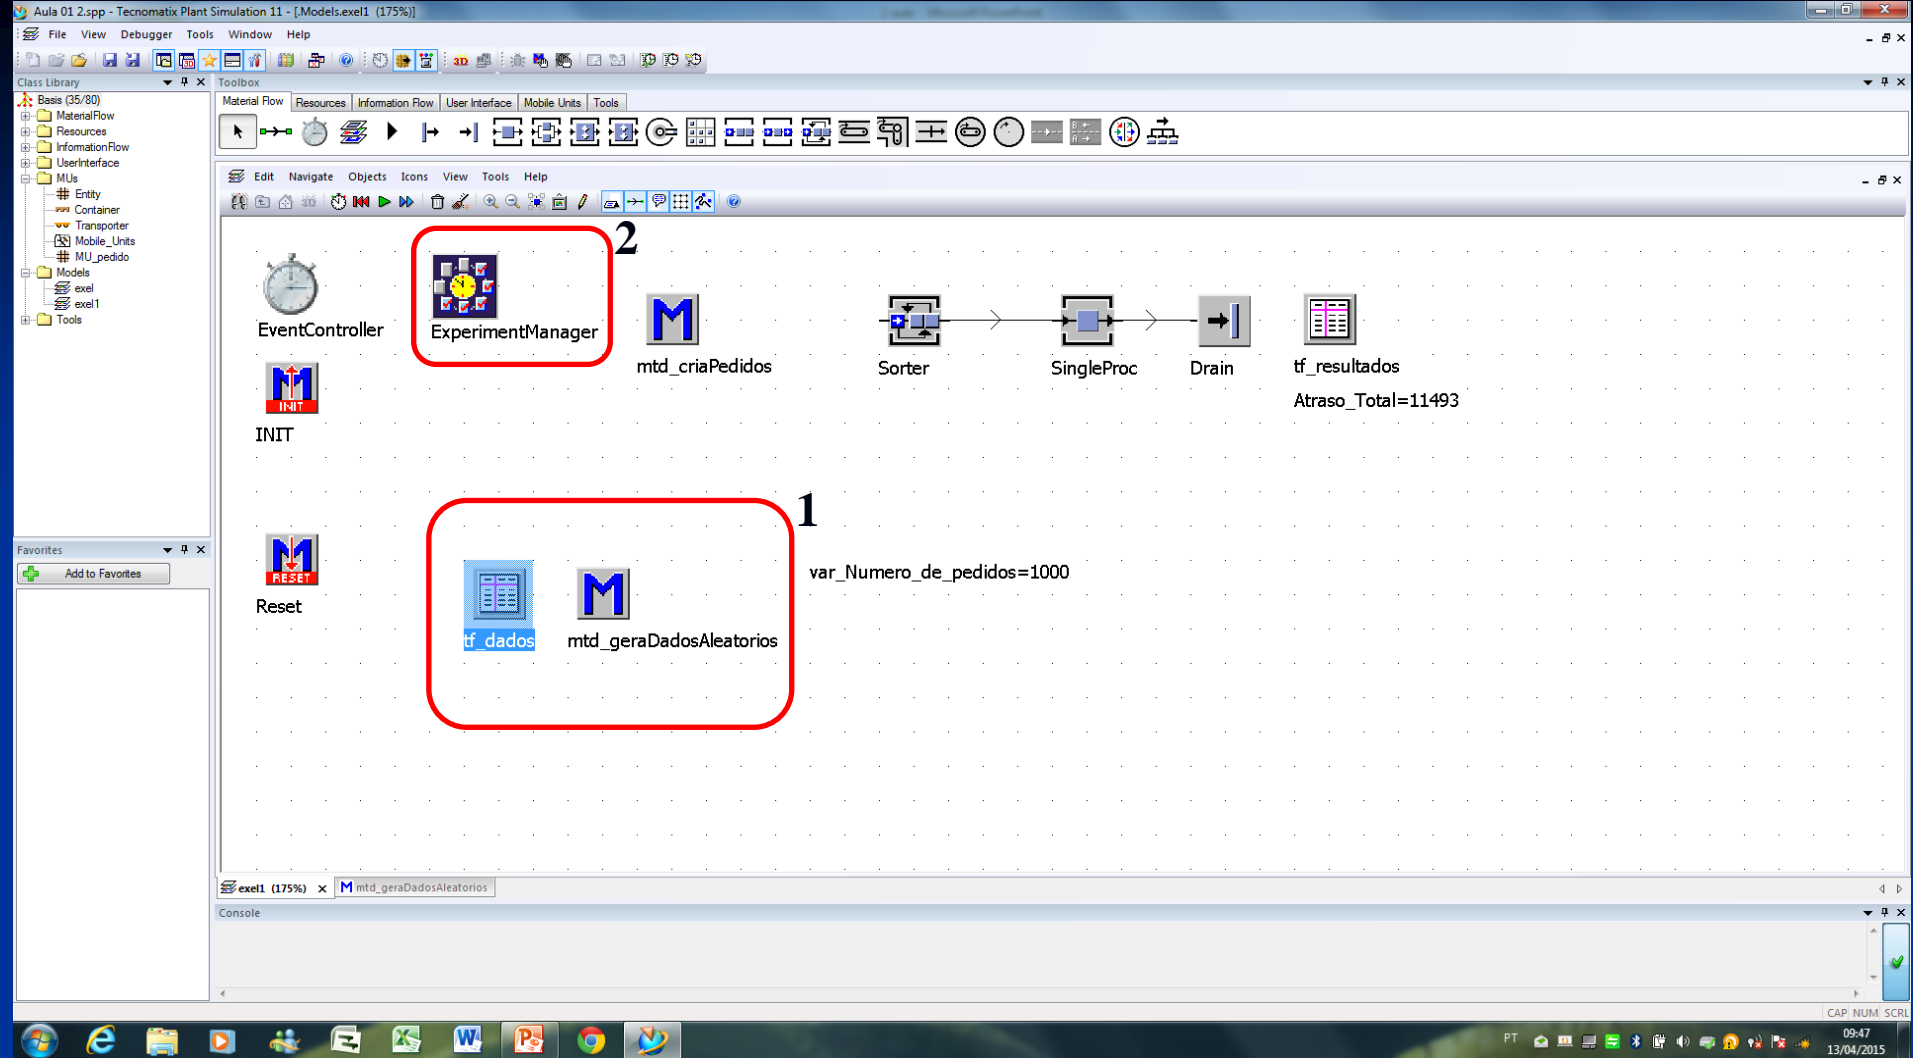 Aula 01 2.spp - Tecnomatix Plant Simulation 11 - [.Models.exel1 (175%)]
File View Debugger Tools Window Help
3D
Class Library
Basis (35/80)
MaterialFlow
Resources
InformationFlow
UserInterface
MUs
Entity
Container
Transporter
Mobile_Units
MU_pedido
Models
exel
exel1
Tools
Favorites
Add to Favorites
Toolbox
Material Flow Resources Information Flow User Interface Mobile Units Tools
Edit Navigate Objects Icons View Tools Help
2
EventController
ExperimentManager
M
mtd_criaPedidos
Sorter
SingleProc
Drain
tf_resultados
Atraso_Total=11493
M
INIT
INIT
1
var_Numero_de_pedidos=1000
M
RESET
Reset
tf_dados
M
mtd_geraDadosAleatorios
exel1 (175%) M mtd_geraDadosAleatorios
Console
CAP NUM SCRL
PT
09:47
13/04/2015